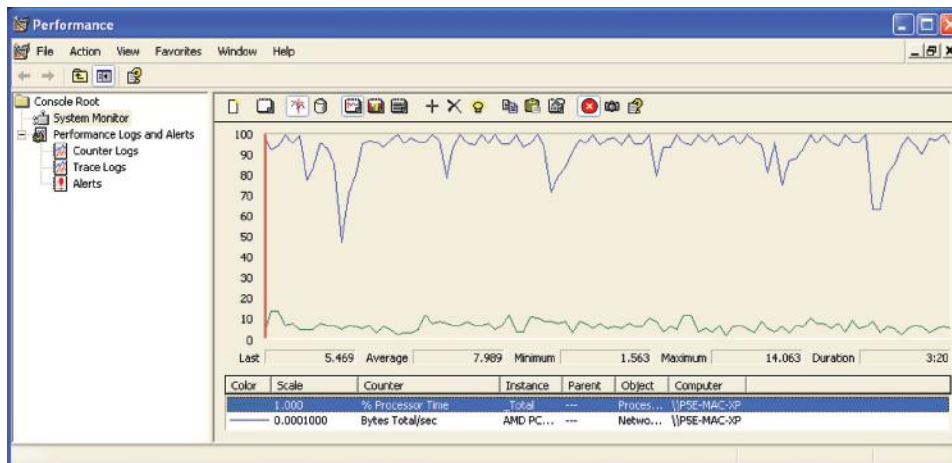 Performance
File Action View Favorites Window Help
Console Root
System Monitor
Performance Logs and Alerts
Counter Logs
Trace Logs
Alerts
100
90
80
70
60
50
40
30
20
10
0
Last 5.469 Average 7.989 Minimum 1.563 Maximum 14.063 Duration 3:20
Color Scale Counter Instance Parent Object Computer
1.000 % Processor Time _Total --- Proces... \\PSE-MAC-XP
0.0001000 Bytes Total/sec AMD PC... --- Netwo... \\PSE-MAC-XP